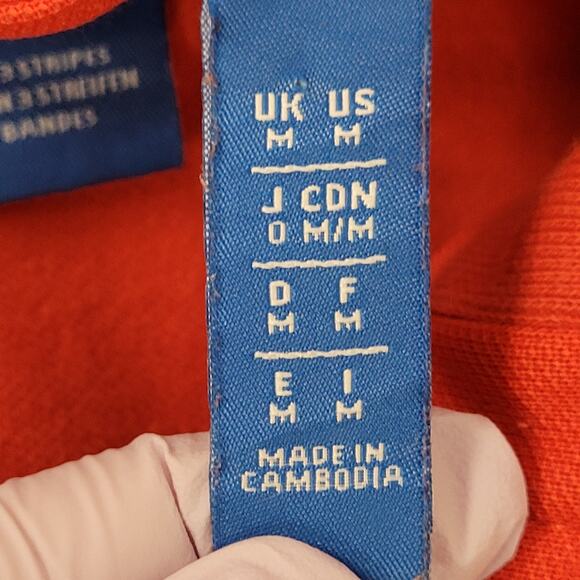 3 STRIPES
3 STREIFEN
BANDES
UK US
M M
J CDN
O M/M
D F
M M
E I
M M
MADE IN
CAMBODIA